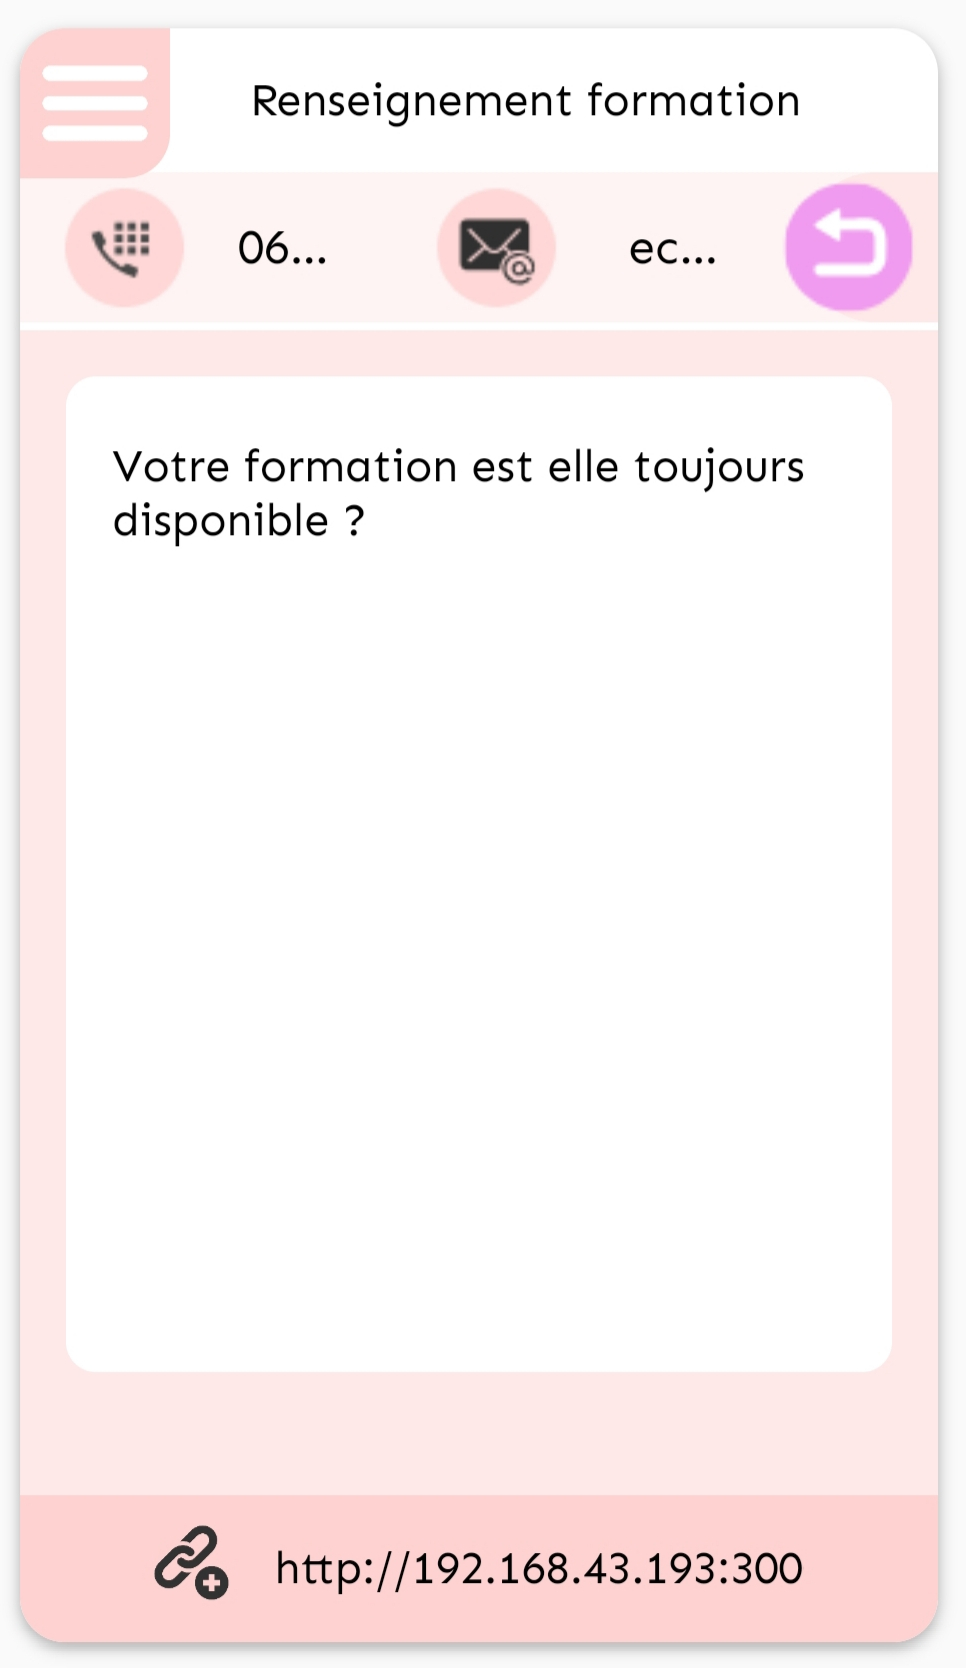 Renseignement formation
06...
ec...
Votre formation est elle toujours
disponible ?
http://192.168.43.193:300